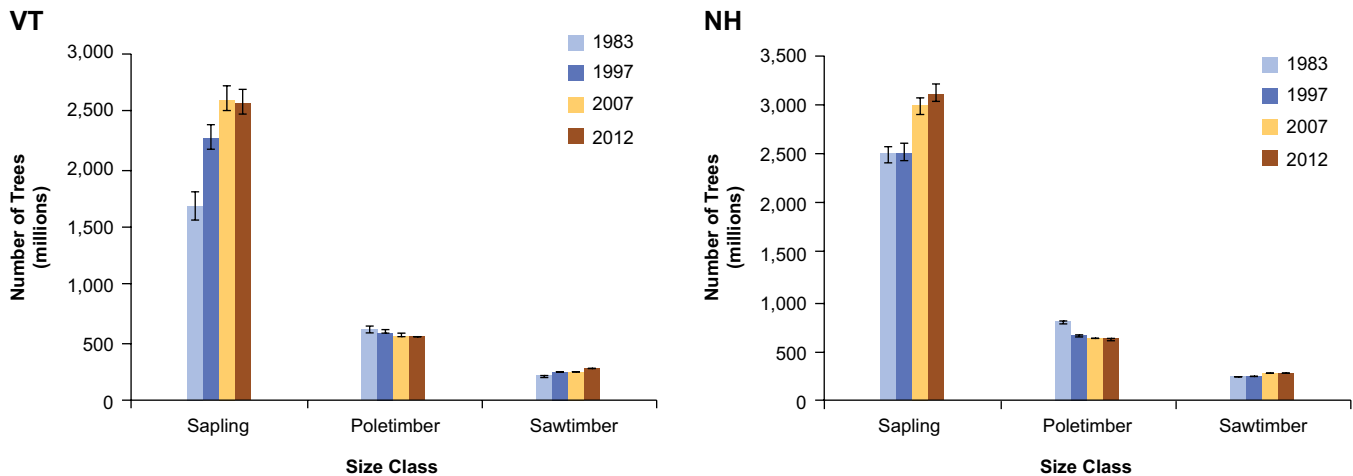 VT
3,000
2,500
2,000
1,500
1,000
500
0
Number of Trees
(millions)
1983
1997
2007
2012
Sapling
Poletimber
Sawtimber
Size Class
NH
3,500
3,000
2,500
2,000
1,500
1,000
500
0
Number of Trees
(millions)
1983
1997
2007
2012
Sapling
Poletimber
Sawtimber
Size Class